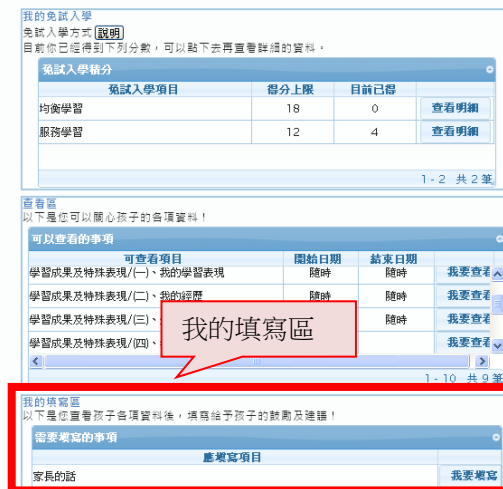 我的免試入學
免試入學方式[說明]
目前你已經得到下列分數，可以點下去再查看詳細的資料。
免試入學積分
免試入學項目 得分上限 目前已得
均衡學習 18 0 查看明細
服務學習 12 4 查看明細
1 - 2 共 2 筆
查看區
以下是您可以關心孩子的各項資料！
可以查看的事項
可查看項目 開始日期 結束日期
學習成果及特殊表現/(一)、我的學習表現 隨時 隨時 我要查看
學習成果及特殊表現/(二)、我的經歷 隨時 隨時 我要查看
學習成果及特殊表現/(三)、 隨時 我要查看
學習成果及特殊表現/(四)、 我要查看
我的填寫區
1 - 10 共 9 筆
我的填寫區
以下是您查看孩子各項資料後，填寫給予孩子的鼓勵及建議！
需要填寫的事項
應填寫項目
家長的話 我要填寫